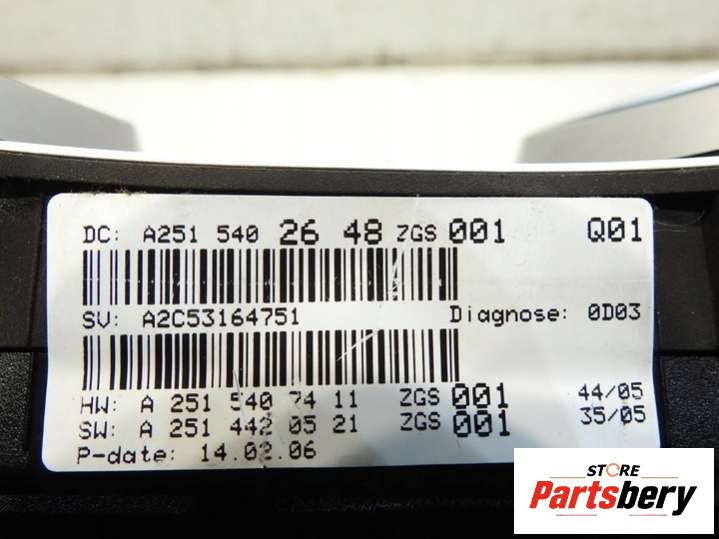 DC: A251 540 26 48 ZGS 001 Q01
SV: A2C53164751 Diagnose: 0D03
HW: A 251 540 74 11 ZGS 001 44/05
SW: A 251 442 05 21 ZGS 001 35/05
P-date: 14.02.06
STORE
Partsbery